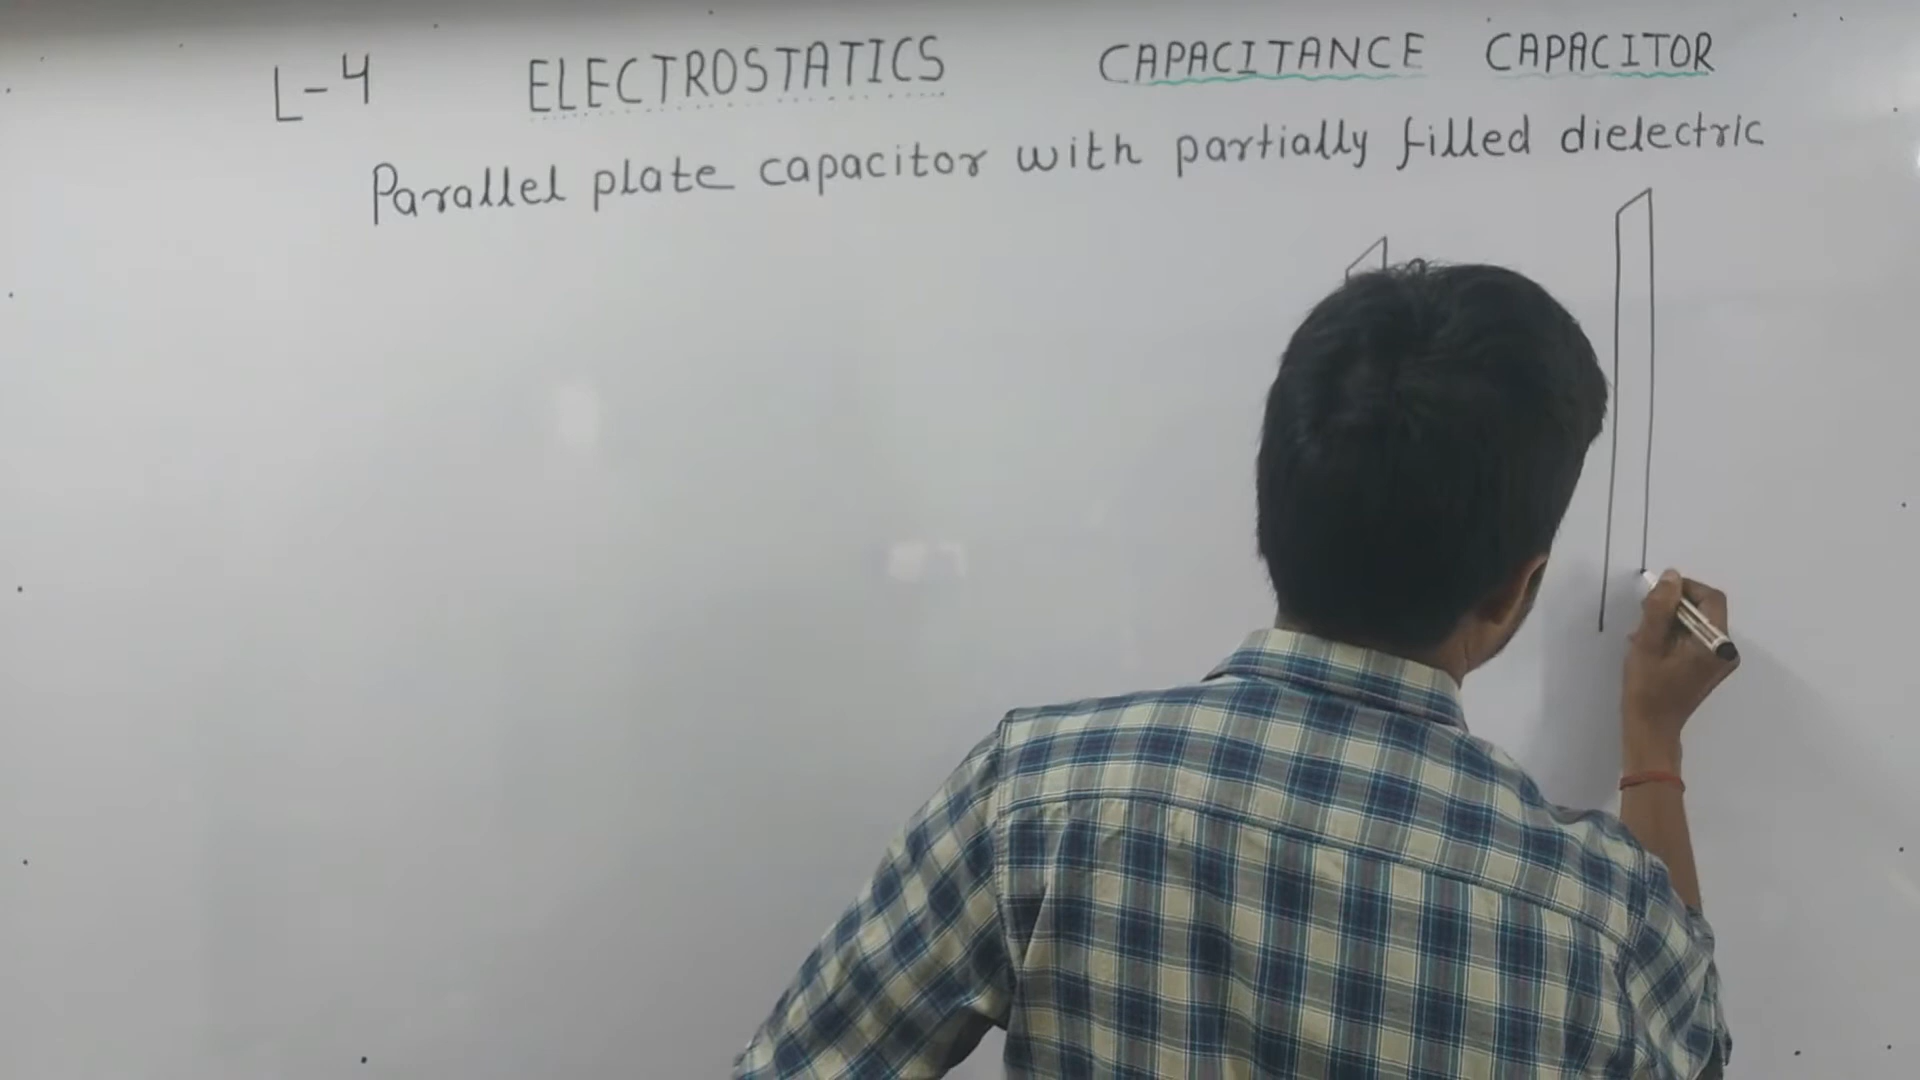 L-4 ELECTROSTATICS CAPACITANCE CAPACITOR
Parallel plate capacitor with partially filled dielectric